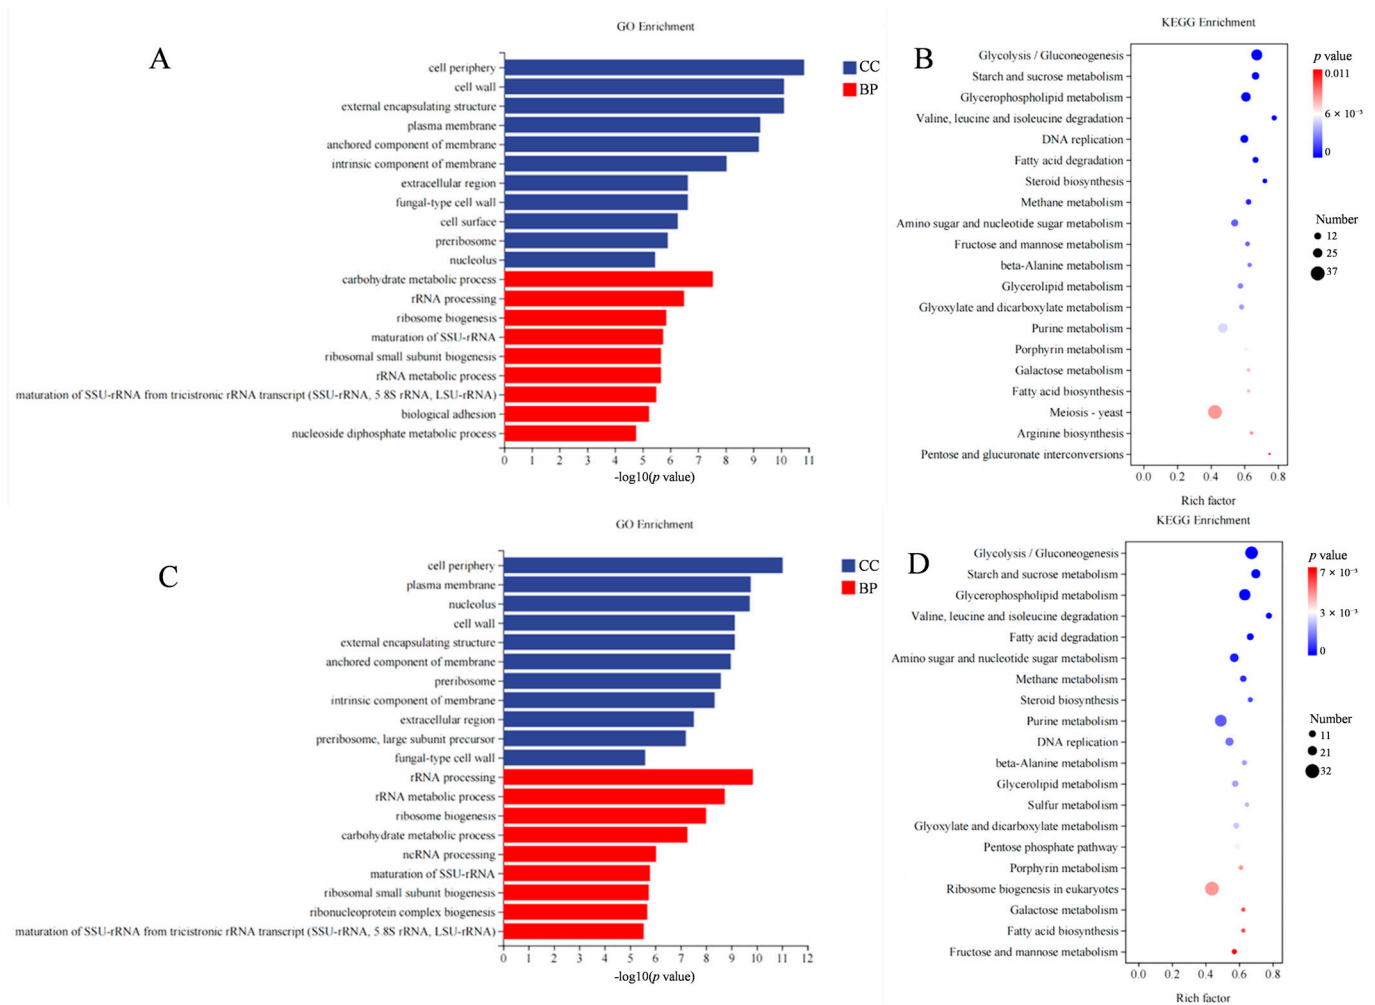 GO Enrichment
A
cell periphery
cell wall
external encapsulating structure
plasma membrane
anchored component of membrane
intrinsic component of membrane
extracellular region
fungal-type cell wall
cell surface
preribosome
nucleolus
carbohydrate metabolic process
rRNA processing
ribosome biogenesis
maturation of SSU-rRNA
ribosomal small subunit biogenesis
rRNA metabolic process
maturation of SSU-rRNA from tricistronic rRNA transcript (SSU-rRNA, 5.8S rRNA, LSU-rRNA)
biological adhesion
nucleoside diphosphate metabolic process
0 1 2 3 4 5 6 7 8 9 10 11
-log10(p value)
CC
BP
KEGG Enrichment
B
Glycolysis / Gluconeogenesis
Starch and sucrose metabolism
Glycerophospholipid metabolism
Valine, leucine and isoleucine degradation
DNA replication
Fatty acid degradation
Steroid biosynthesis
Methane metabolism
Amino sugar and nucleotide sugar metabolism
Fructose and mannose metabolism
beta-Alanine metabolism
Glycerolipid metabolism
Glyoxylate and dicarboxylate metabolism
Purine metabolism
Porphyrin metabolism
Galactose metabolism
Fatty acid biosynthesis
Meiosis - yeast
Arginine biosynthesis
Pentose and glucuronate interconversions
0.0 0.2 0.4 0.6 0.8
Rich factor
p value
0.011
6 × 10⁻³
0
Number
12
25
37
GO Enrichment
C
cell periphery
plasma membrane
nucleolus
cell wall
external encapsulating structure
anchored component of membrane
preribosome
intrinsic component of membrane
extracellular region
preribosome, large subunit precursor
fungal-type cell wall
rRNA processing
rRNA metabolic process
ribosome biogenesis
carbohydrate metabolic process
ncRNA processing
maturation of SSU-rRNA
ribosomal small subunit biogenesis
ribonucleoprotein complex biogenesis
maturation of SSU-rRNA from tricistronic rRNA transcript (SSU-rRNA, 5.8S rRNA, LSU-rRNA)
0 1 2 3 4 5 6 7 8 9 10 11 12
-log10(p value)
CC
BP
KEGG Enrichment
D
Glycolysis / Gluconeogenesis
Starch and sucrose metabolism
Glycerophospholipid metabolism
Valine, leucine and isoleucine degradation
Fatty acid degradation
Amino sugar and nucleotide sugar metabolism
Methane metabolism
Steroid biosynthesis
Purine metabolism
DNA replication
beta-Alanine metabolism
Glycerolipid metabolism
Sulfur metabolism
Glyoxylate and dicarboxylate metabolism
Pentose phosphate pathway
Porphyrin metabolism
Ribosome biogenesis in eukaryotes
Galactose metabolism
Fatty acid biosynthesis
Fructose and mannose metabolism
0.0 0.2 0.4 0.6 0.8
Rich factor
p value
7 × 10⁻³
3 × 10⁻³
0
Number
11
21
32